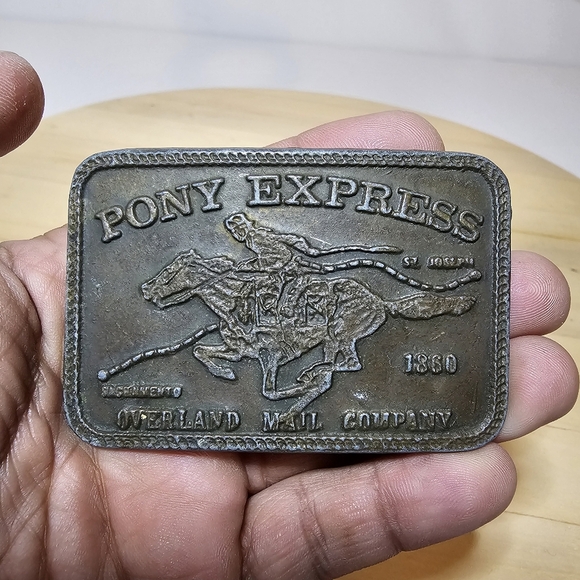 PONY EXPRESS
ST. JOSEPH
1860
SACRAMENTO
OVERLAND MAIL COMPANY